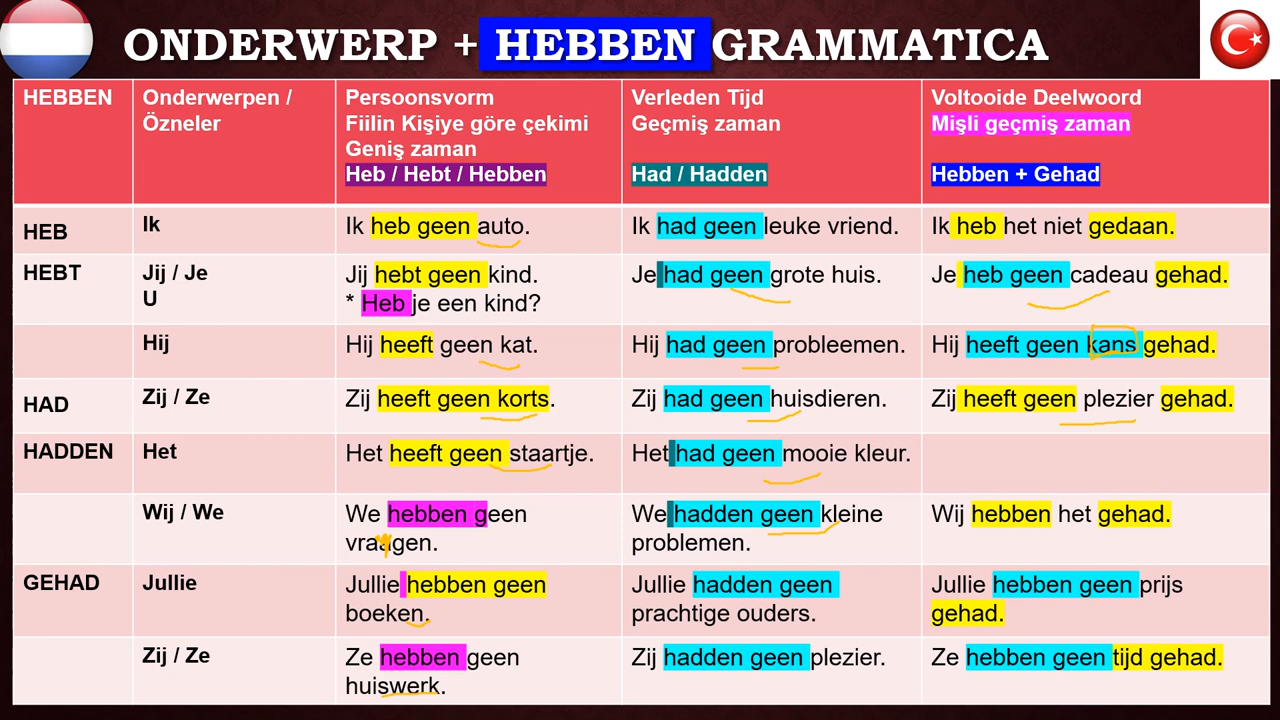 ONDERWERP + HEBBEN GRAMMATICA
HEBBEN
Onderwerpen /
Özneler
Persoonsvorm
Fiilin Kişiye göre çekimi
Geniş zaman
Heb / Hebt / Hebben
Verleden Tijd
Geçmiş zaman
Had / Hadden
Voltooide Deelwoord
Mişli geçmiş zaman
Hebben + Gehad
HEB
Ik
Ik heb geen auto.
Ik had geen leuke vriend.
Ik heb het niet gedaan.
HEBT
Jij / Je
U
Jij hebt geen kind.
* Heb je een kind?
Je had geen grote huis.
Je heb geen cadeau gehad.
Hij
Hij heeft geen kat.
Hij had geen probleemen.
Hij heeft geen kans gehad.
HAD
Zij / Ze
Zij heeft geen korts.
Zij had geen huisdieren.
Zij heeft geen plezier gehad.
HADDEN
Het
Het heeft geen staartje.
Het had geen mooie kleur.
Wij / We
We hebben geen
vraagen.
We hadden geen kleine
problemen.
Wij hebben het gehad.
GEHAD
Jullie
Jullie hebben geen
boeken.
Jullie hadden geen
prachtige ouders.
Jullie hebben geen prijs
gehad.
Zij / Ze
Ze hebben geen
huiswerk.
Zij hadden geen plezier.
Ze hebben geen tijd gehad.